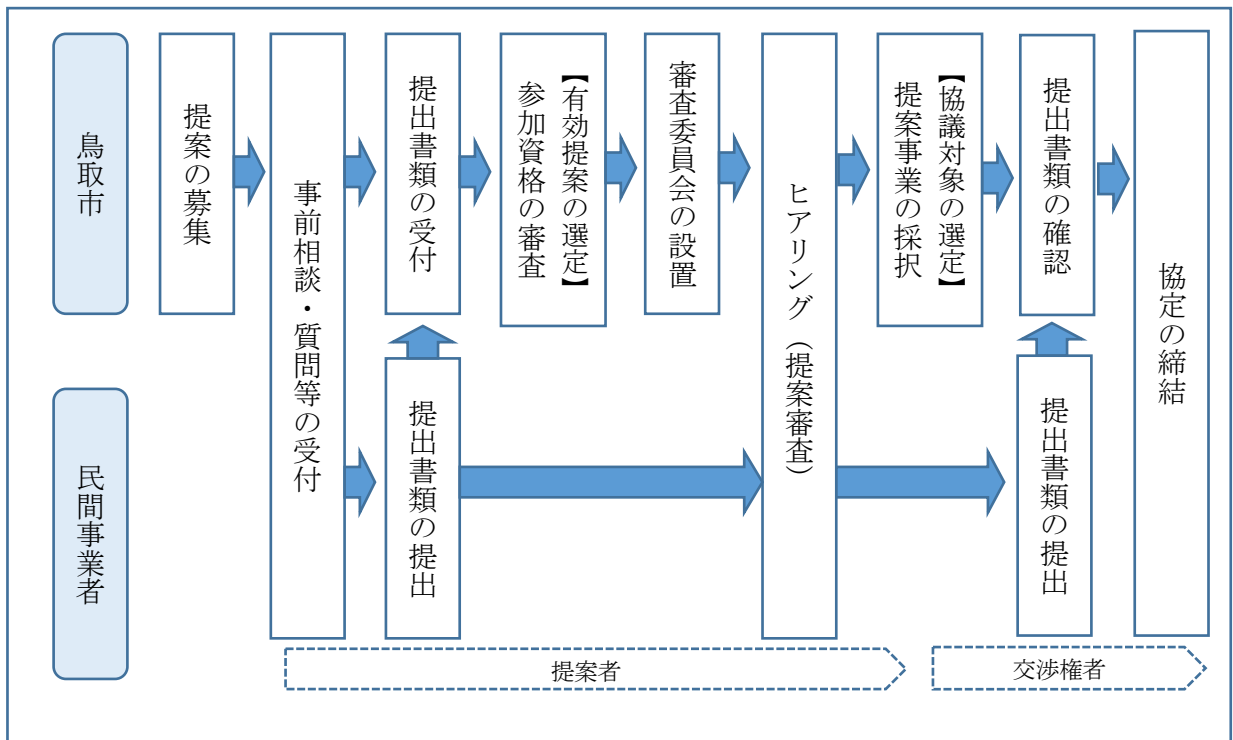 鳥取市
提案の募集
事前相談・質問等の受付
提出書類の受付
【有効提案の選定】
参加資格の審査
審査委員会の設置
ヒアリング（提案審査）
【協議対象の選定】
提案事業の採択
提出書類の確認
協定の締結
民間事業者
提出書類の提出
提出書類の提出
提案者
交渉権者